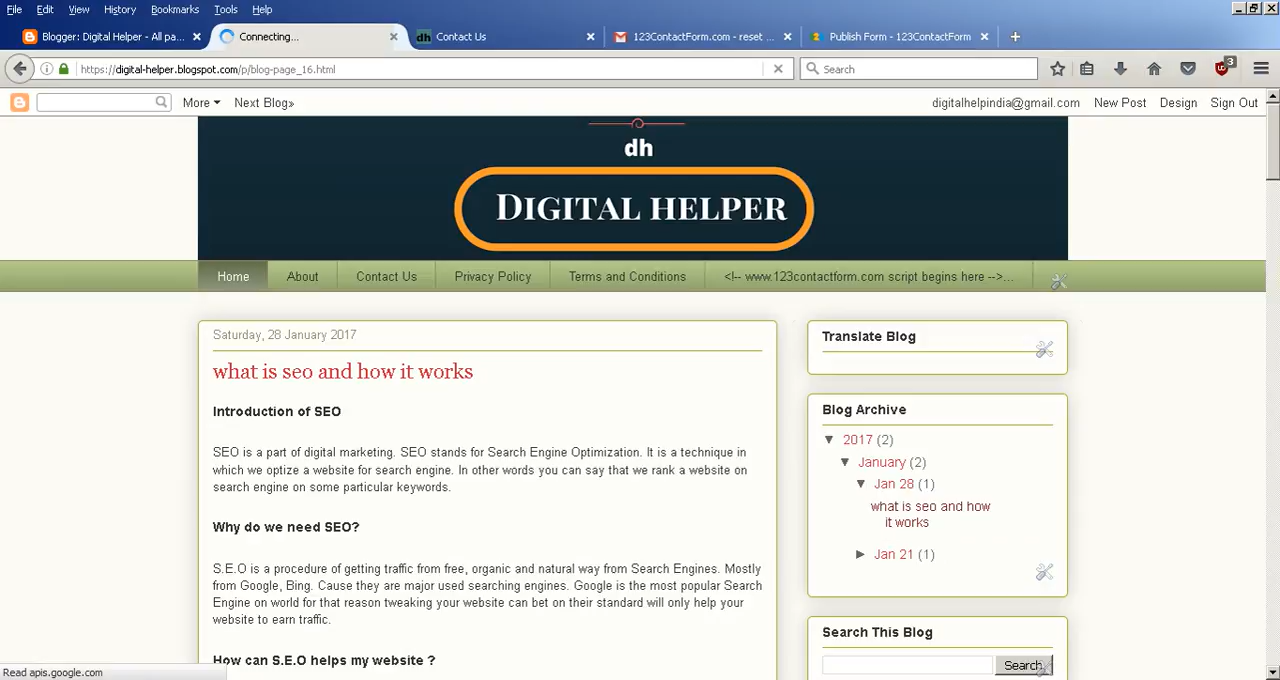 File Edit View History Bookmarks Tools Help
Blogger: Digital Helper - All pa... Connecting... dh Contact Us 123ContactForm.com - reset ... Publish Form - 123ContactForm
https://digital-helper.blogspot.com/p/blog-page_16.html Search 3
More Next Blog» digitalhelpindia@gmail.com New Post Design Sign Out
dh
DIGITAL HELPER
Home About Contact Us Privacy Policy Terms and Conditions <!-- www.123contactform.com script begins here -->...
Saturday, 28 January 2017
what is seo and how it works
Introduction of SEO
SEO is a part of digital marketing. SEO stands for Search Engine Optimization. It is a technique in
which we optize a website for search engine. In other words you can say that we rank a website on
search engine on some particular keywords.
Why do we need SEO?
S.E.O is a procedure of getting traffic from free, organic and natural way from Search Engines. Mostly
from Google, Bing. Cause they are major used searching engines. Google is the most popular Search
Engine on world for that reason tweaking your website can bet on their standard will only help your
website to earn traffic.
How can S.E.O helps my website ?
Translate Blog
Blog Archive
▼ 2017 (2)
▼ January (2)
▼ Jan 28 (1)
what is seo and how
it works
► Jan 21 (1)
Search This Blog
Search
Read apis.google.com